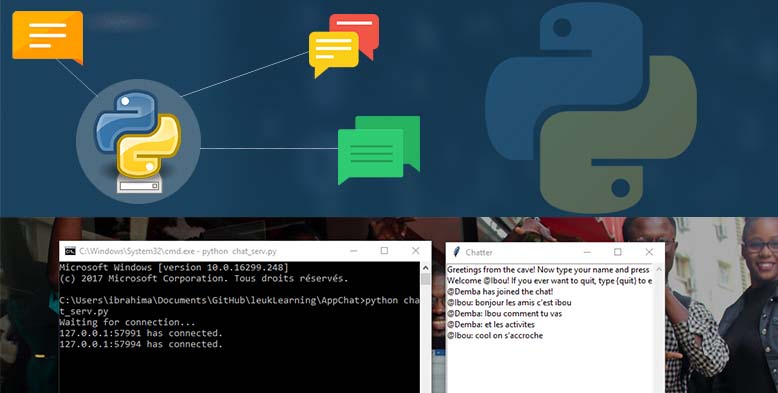 C:\Windows\System32\cmd.exe - python chat_serv.py
Microsoft Windows [version 10.0.16299.248]
(c) 2017 Microsoft Corporation. Tous droits réservés.
C:\Users\ibrahima\Documents\GitHub\leukLearning\AppChat>python cha
t_serv.py
Waiting for connection...
127.0.0.1:57991 has connected.
127.0.0.1:57994 has connected.
Chatter
Greetings from the cave! Now type your name and press
Welcome @Ibou! If you ever want to quit, type {quit} to e
@Demba has joined the chat!
@Ibou: bonjour les amis c'est ibou
@Demba: Ibou comment tu vas
@Demba: et les activites
@Ibou: cool on s'accroche